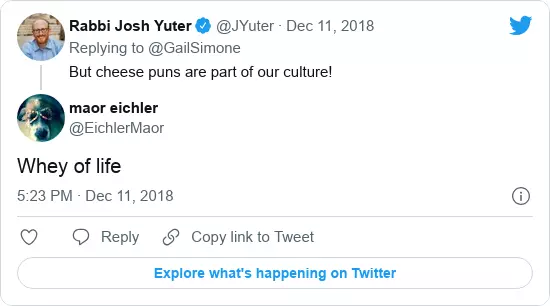 Rabbi Josh Yuter @JYuter · Dec 11, 2018
Replying to @GailSimone
But cheese puns are part of our culture!
maor eichler
@EichlerMaor
Whey of life
5:23 PM · Dec 11, 2018
Reply Copy link to Tweet
Explore what's happening on Twitter